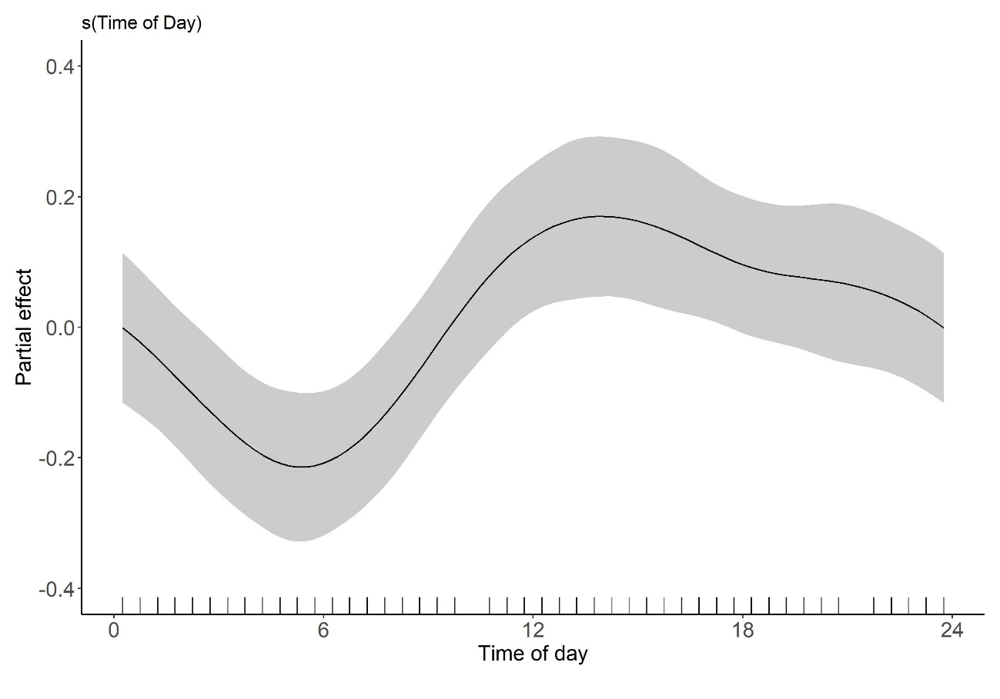 s(Time of Day)
0.4
0.2
0.0
-0.2
-0.4
Partial effect
0 6 12 18 24
Time of day